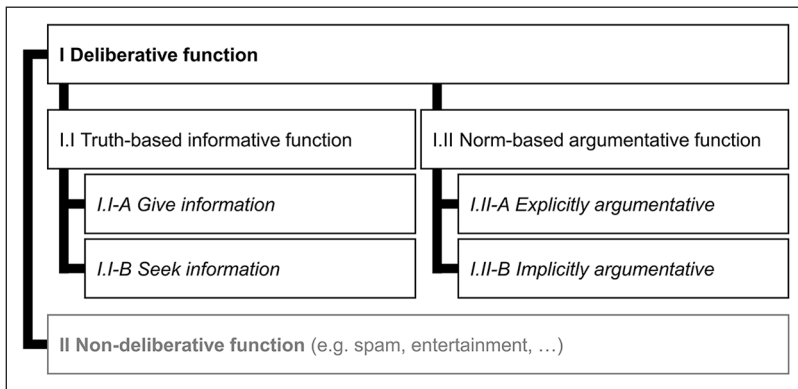 I Deliberative function
I.I Truth-based informative function
I.II Norm-based argumentative function
I.I-A Give information
I.II-A Explicitly argumentative
I.I-B Seek information
I.II-B Implicitly argumentative
II Non-deliberative function (e.g. spam, entertainment, …)